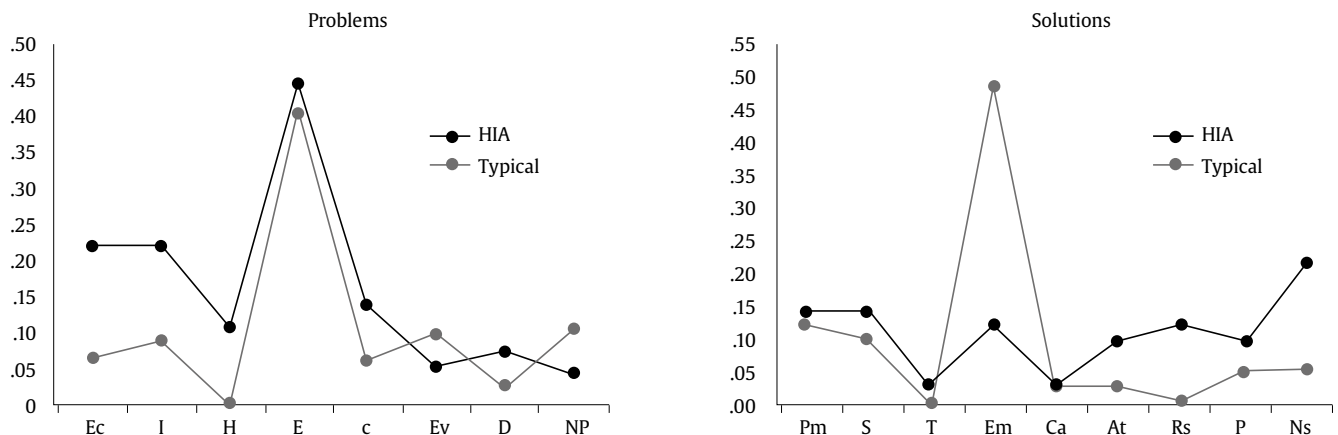 Problems
.50
.45
.40
.35
.30
.25
.20
.15
.10
.05
0
HIA
Typical
Ec I H E c Ev D NP
Solutions
.55
.50
.45
.40
.35
.30
.25
.20
.15
.10
.05
.00
HIA
Typical
Pm S T Em Ca At Rs P Ns